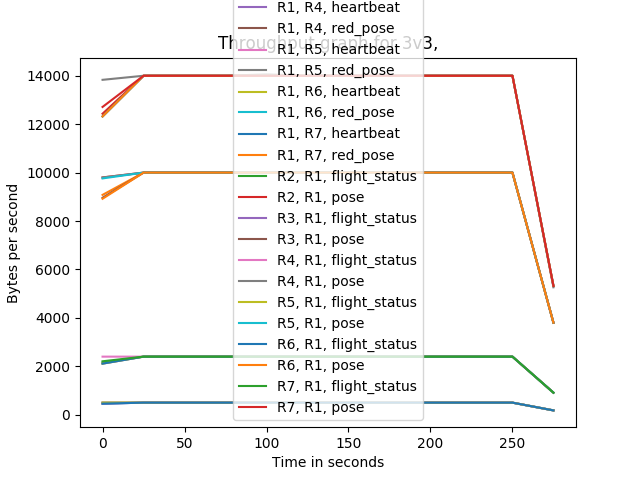 R1, R4, heartbeat
R1, R4, red_pose
Throughput graph for 3v3,
R1, R5, heartbeat
R1, R5, red_pose
R1, R6, heartbeat
R1, R6, red_pose
R1, R7, heartbeat
R1, R7, red_pose
R2, R1, flight_status
R2, R1, pose
R3, R1, flight_status
R3, R1, pose
R4, R1, flight_status
R4, R1, pose
R5, R1, flight_status
R5, R1, pose
R6, R1, flight_status
R6, R1, pose
R7, R1, flight_status
R7, R1, pose
Bytes per second
14000
12000
10000
8000
6000
4000
2000
0
0 50 100 150 200 250
Time in seconds